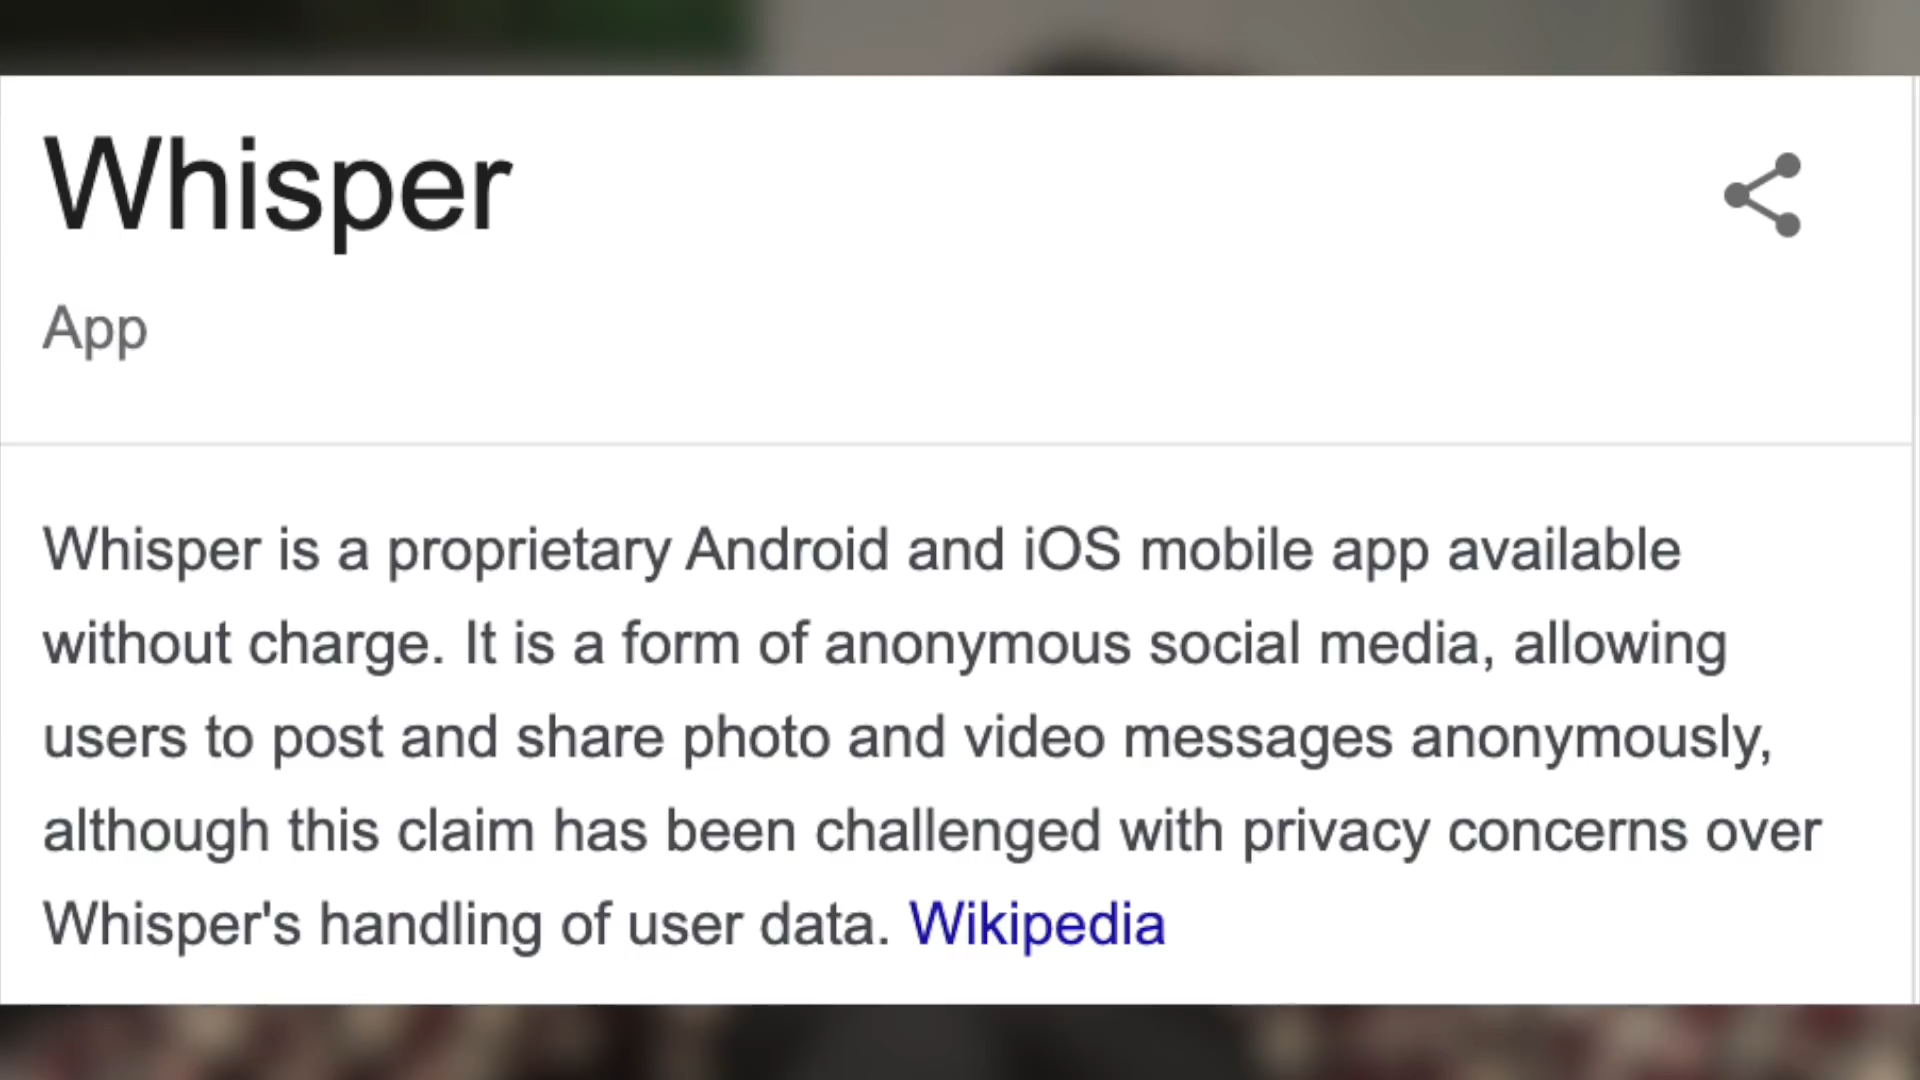 Whisper
App
Whisper is a proprietary Android and iOS mobile app available
without charge. It is a form of anonymous social media, allowing
users to post and share photo and video messages anonymously,
although this claim has been challenged with privacy concerns over
Whisper's handling of user data. Wikipedia